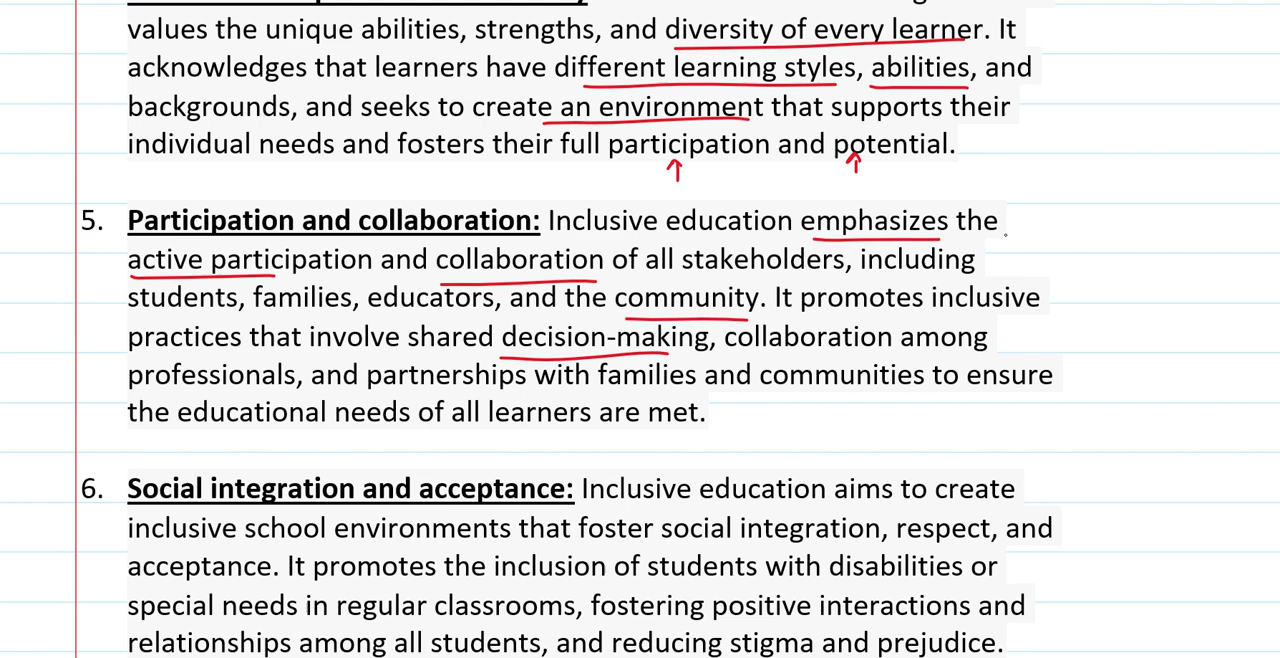 values the unique abilities, strengths, and diversity of every learner. It
acknowledges that learners have different learning styles, abilities, and
backgrounds, and seeks to create an environment that supports their
individual needs and fosters their full participation and potential.
5. Participation and collaboration: Inclusive education emphasizes the
active participation and collaboration of all stakeholders, including
students, families, educators, and the community. It promotes inclusive
practices that involve shared decision-making, collaboration among
professionals, and partnerships with families and communities to ensure
the educational needs of all learners are met.
6. Social integration and acceptance: Inclusive education aims to create
inclusive school environments that foster social integration, respect, and
acceptance. It promotes the inclusion of students with disabilities or
special needs in regular classrooms, fostering positive interactions and
relationships among all students, and reducing stigma and prejudice.